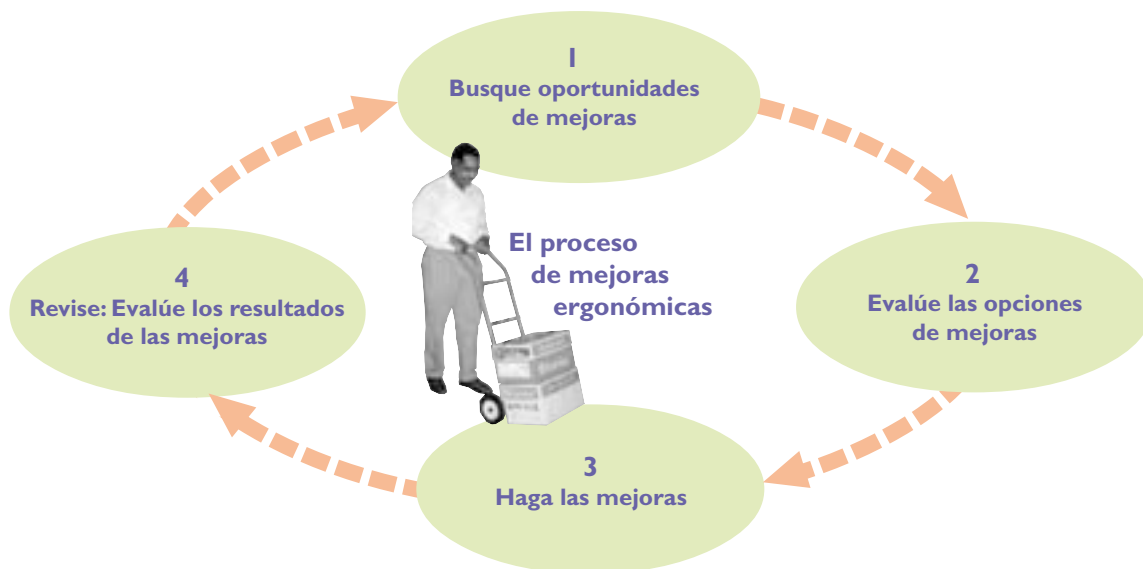 1
Busque oportunidades
de mejoras
El proceso
de mejoras
ergonómicas
2
Evalúe las opciones
de mejoras
3
Haga las mejoras
4
Revise: Evalúe los resultados
de las mejoras